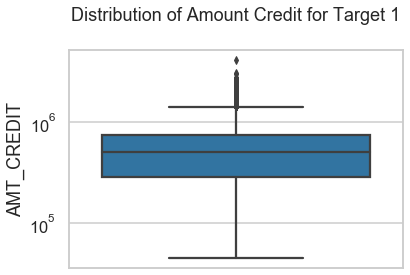 Distribution of Amount Credit for Target 1
AMT_CREDIT
10^6
10^5